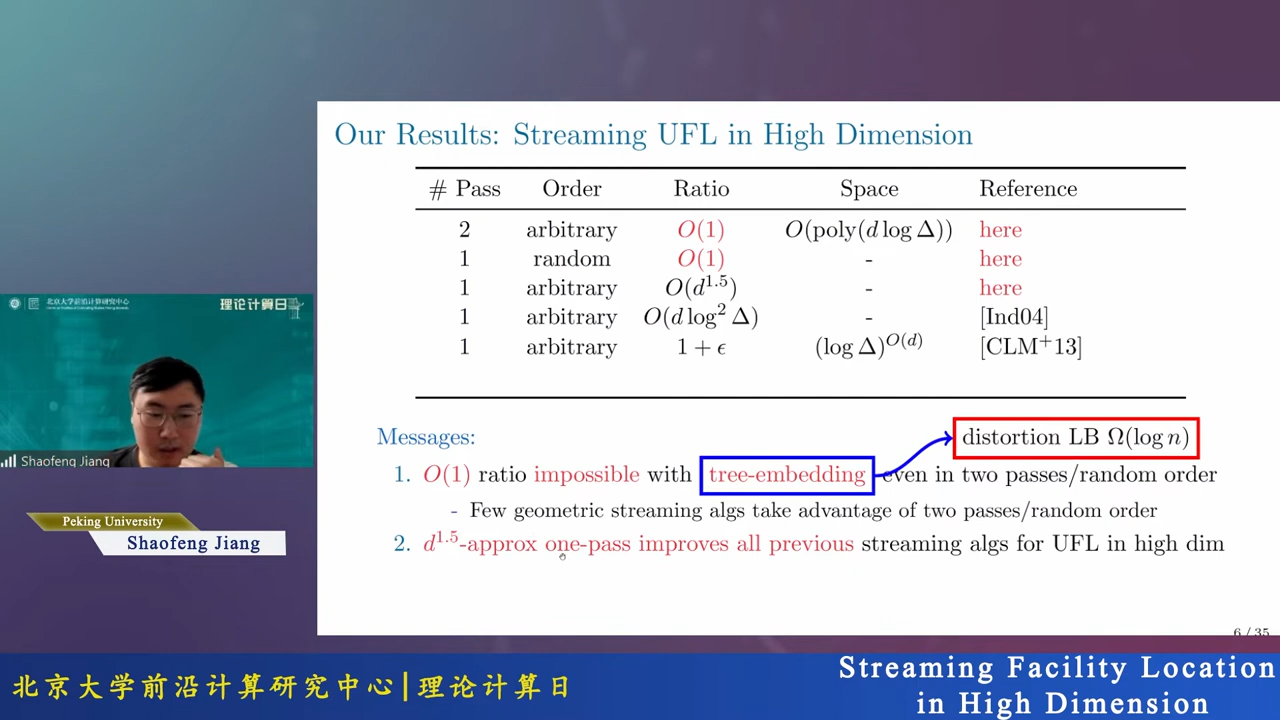 Our Results: Streaming UFL in High Dimension
# Pass Order Ratio Space Reference
2 arbitrary O(1) O(poly(d log Δ)) here
1 random O(1) - here
1 arbitrary O(d^1.5) - here
1 arbitrary O(d log² Δ) - [Ind04]
1 arbitrary 1 + ϵ (log Δ)^O(d) [CLM⁺13]
Messages:
distortion LB Ω(log n)
1. O(1) ratio impossible with tree-embedding even in two passes/random order
- Few geometric streaming algs take advantage of two passes/random order
2. d^1.5-approx one-pass improves all previous streaming algs for UFL in high dim
6 / 35
北京大学前沿计算研究中心
理论计算日
Shaofeng Jiang
Peking University
Shaofeng Jiang
北京大学前沿计算研究中心|理论计算日
Streaming Facility Location
in High Dimension